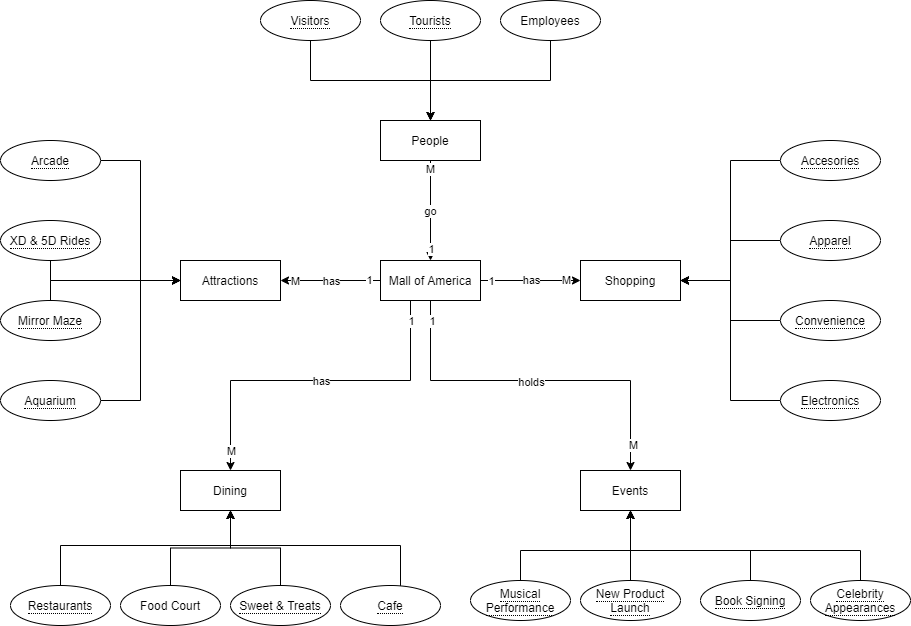 Visitors
Tourists
Employees
People
M
go
1
Arcade
Accesories
XD & 5D Rides
Apparel
Attractions
M
has
1
Mall of America
1
has
M
Shopping
Mirror Maze
1
1
Convenience
Aquarium
has
holds
Electronics
M
M
Dining
Events
Restaurants
Food Court
Sweet & Treats
Cafe
Musical
Performance
New Product
Launch
Book Signing
Celebrity
Appearances